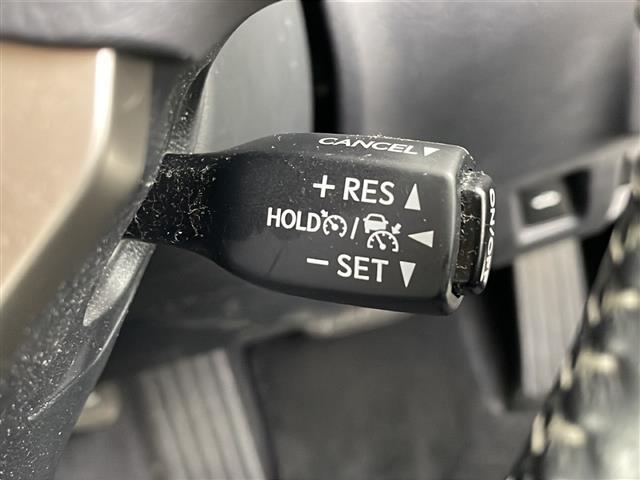 CANCEL▼
+ RES ▲
HOLD / ◀
− SET ▼
ON/OFF